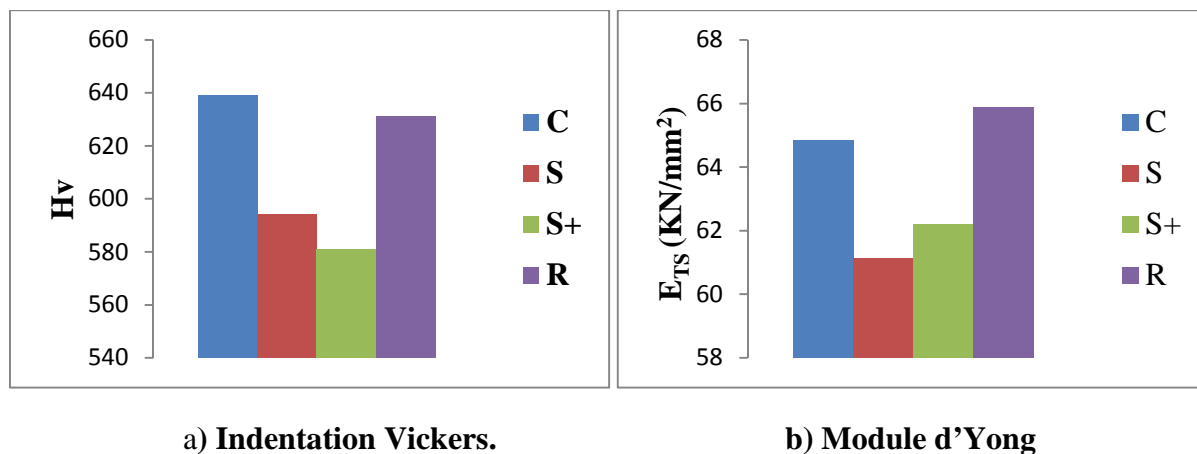 660
640
620
600
580
560
540
Hv
C
S
S+
R
68
66
64
62
60
58
E_TS (KN/mm²)
C
S
S+
R
a) Indentation Vickers.
b) Module d’Yong